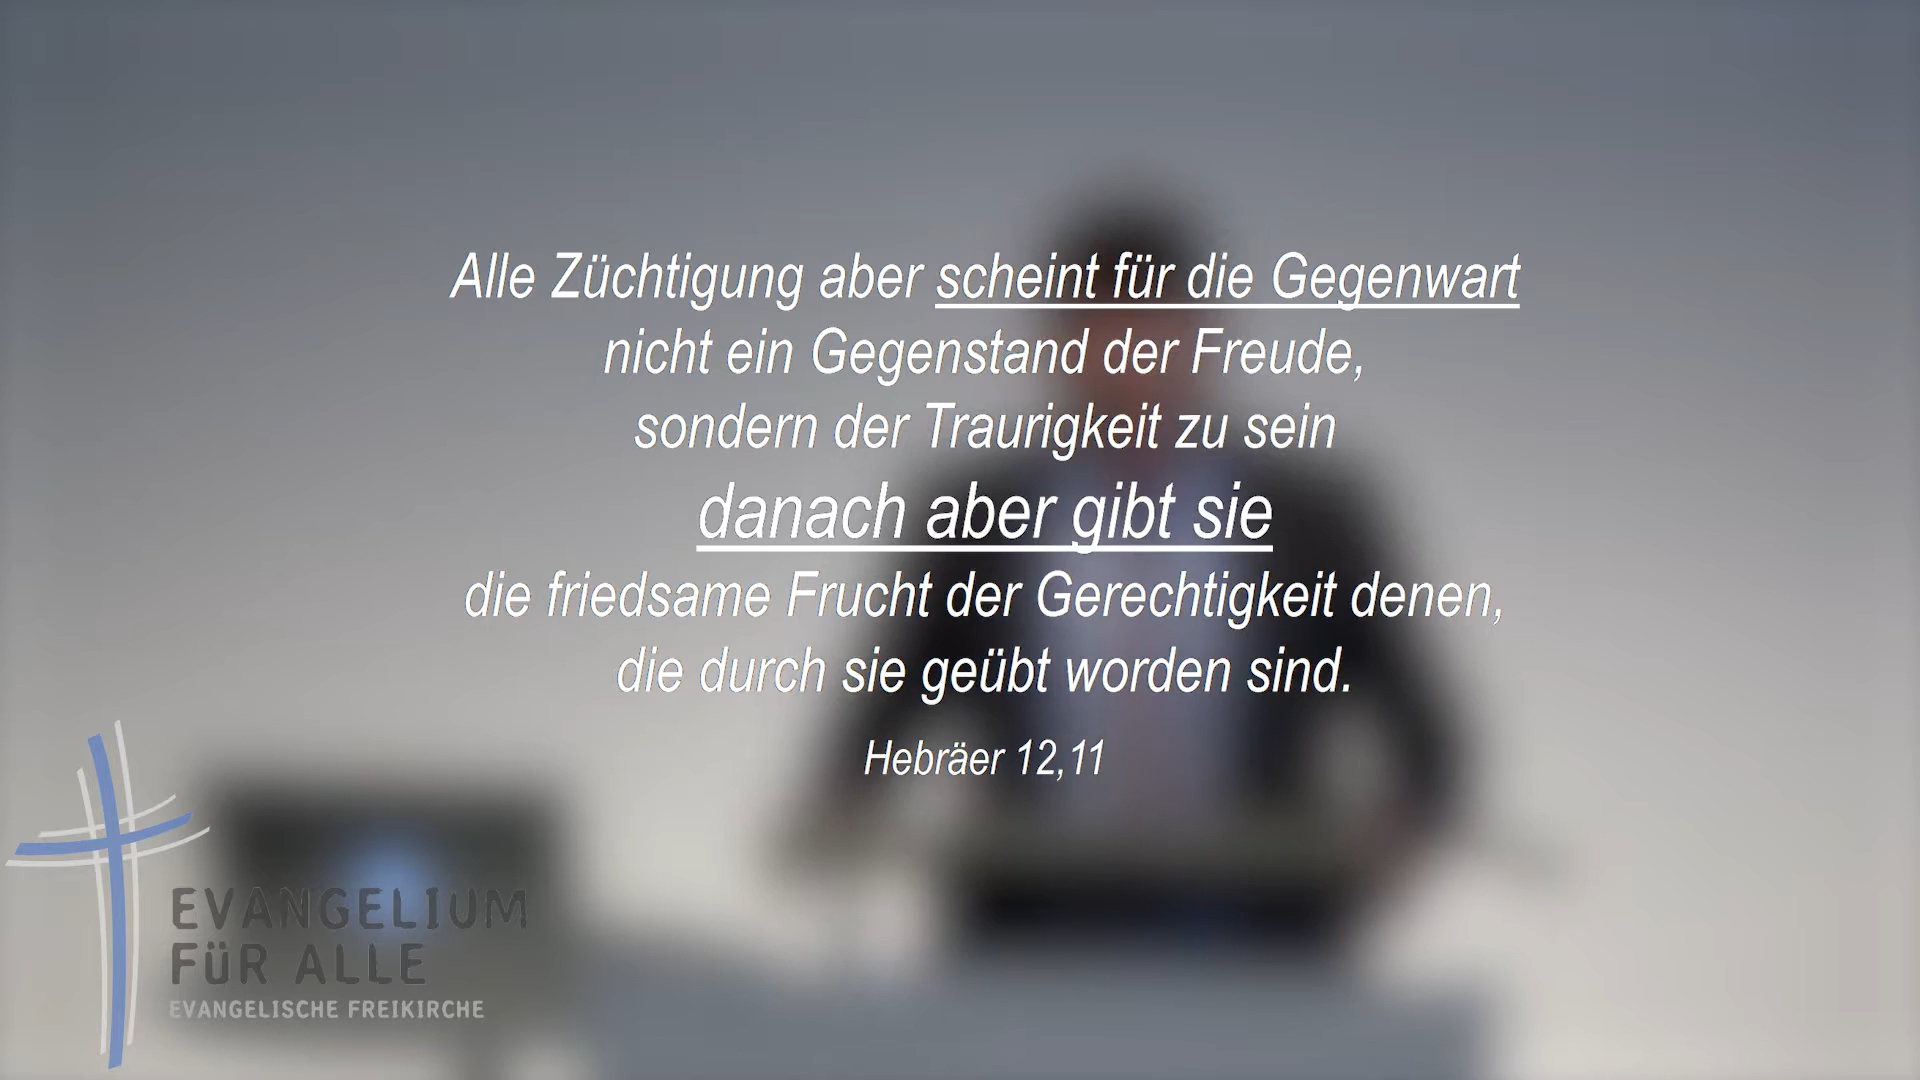 Alle Züchtigung aber scheint für die Gegenwart
nicht ein Gegenstand der Freude,
sondern der Traurigkeit zu sein
danach aber gibt sie
die friedsame Frucht der Gerechtigkeit denen,
die durch sie geübt worden sind.
Hebräer 12,11
EVANGELIUM
FÜR ALLE
EVANGELISCHE FREIKIRCHE